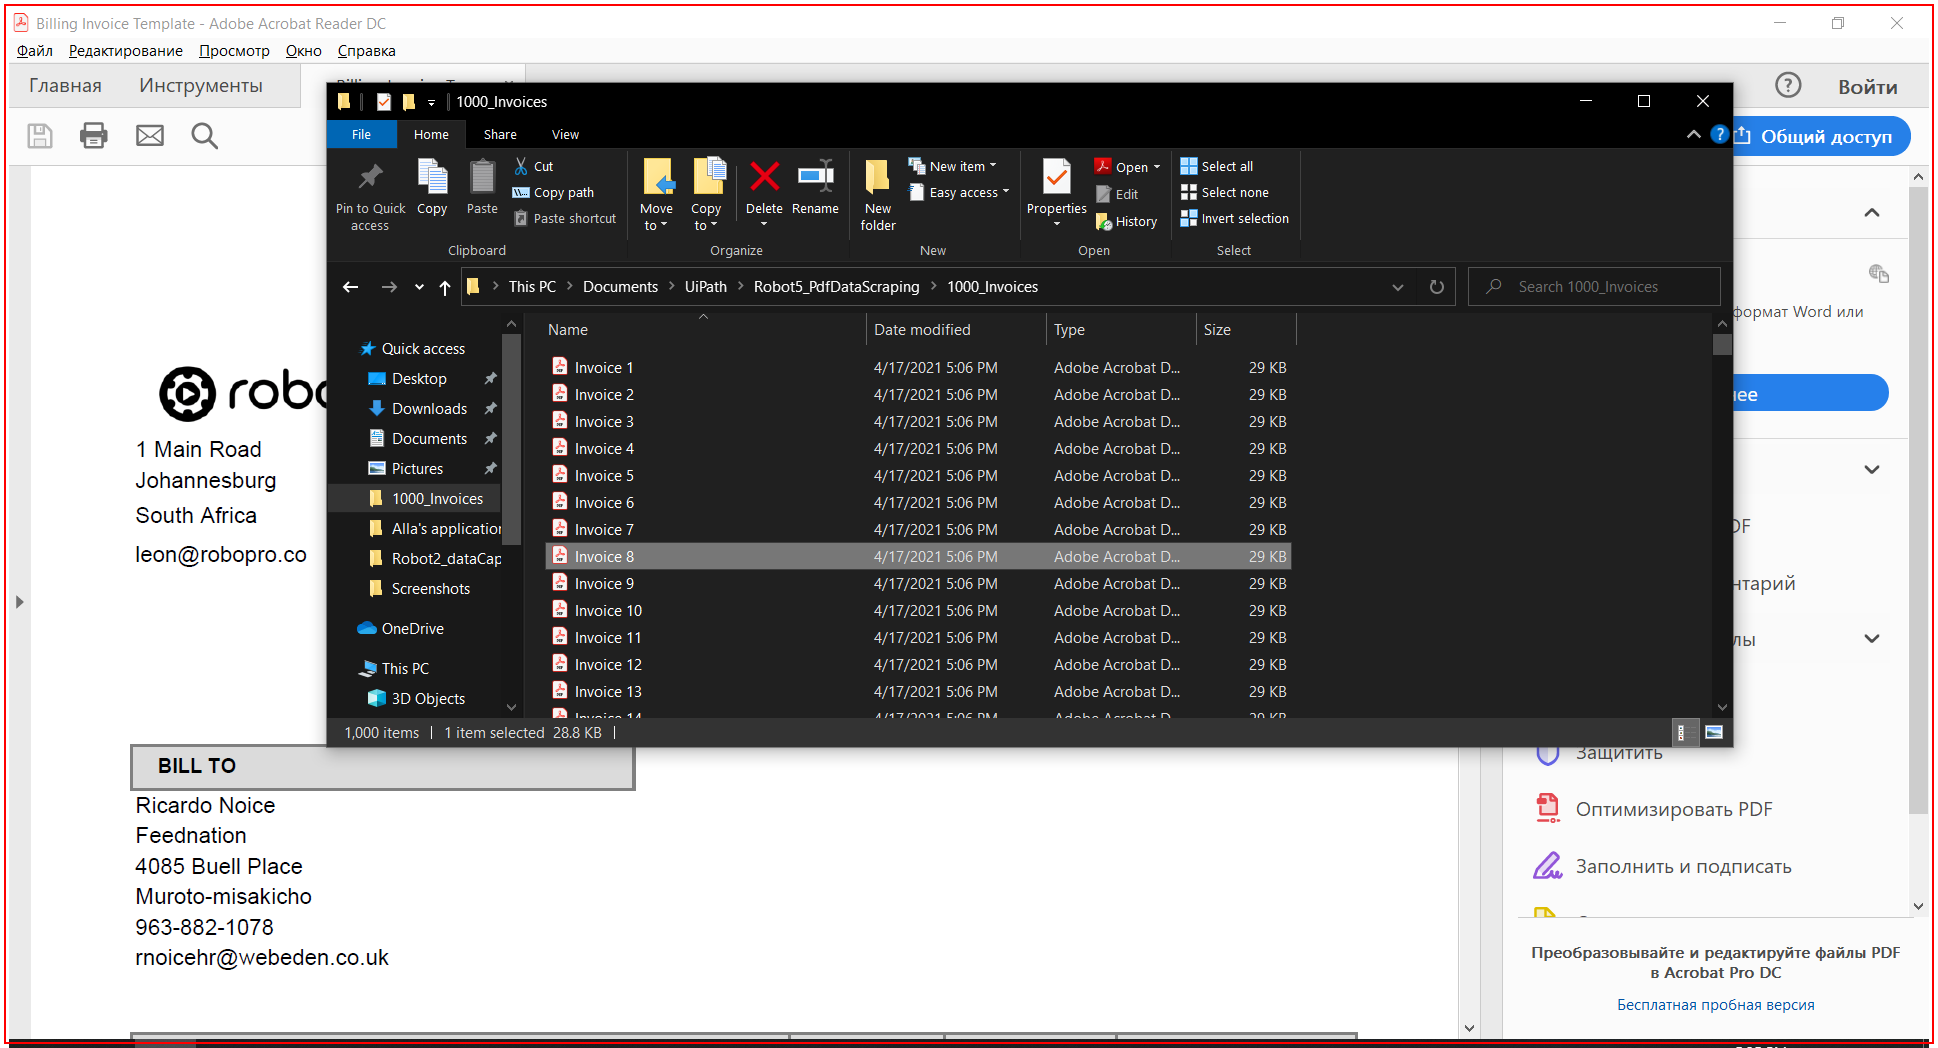 Billing Invoice Template - Adobe Acrobat Reader DC
Файл Редактирование Просмотр Окно Справка
Главная Инструменты
Войти
Общий доступ
1000_Invoices
File Home Share View
Pin to Quick access
Copy
Paste
Cut
Copy path
Paste shortcut
Clipboard
Move to
Copy to
Delete
Rename
Organize
New folder
New item
Easy access
New
Properties
Open
Edit
History
Open
Select all
Select none
Invert selection
Select
This PC > Documents > UiPath > Robot5_PdfDataScraping > 1000_Invoices
Search 1000_Invoices
Quick access
Desktop
Downloads
Documents
Pictures
1000_Invoices
Alla's application
Robot2_dataCap
Screenshots
OneDrive
This PC
3D Objects
Name Date modified Type Size
Invoice 1 4/17/2021 5:06 PM Adobe Acrobat D... 29 KB
Invoice 2 4/17/2021 5:06 PM Adobe Acrobat D... 29 KB
Invoice 3 4/17/2021 5:06 PM Adobe Acrobat D... 29 KB
Invoice 4 4/17/2021 5:06 PM Adobe Acrobat D... 29 KB
Invoice 5 4/17/2021 5:06 PM Adobe Acrobat D... 29 KB
Invoice 6 4/17/2021 5:06 PM Adobe Acrobat D... 29 KB
Invoice 7 4/17/2021 5:06 PM Adobe Acrobat D... 29 KB
Invoice 8 4/17/2021 5:06 PM Adobe Acrobat D... 29 KB
Invoice 9 4/17/2021 5:06 PM Adobe Acrobat D... 29 KB
Invoice 10 4/17/2021 5:06 PM Adobe Acrobat D... 29 KB
Invoice 11 4/17/2021 5:06 PM Adobe Acrobat D... 29 KB
Invoice 12 4/17/2021 5:06 PM Adobe Acrobat D... 29 KB
Invoice 13 4/17/2021 5:06 PM Adobe Acrobat D... 29 KB
Invoice 14 4/17/2021 5:06 PM Adobe Acrobat D... 29 KB
1,000 items 1 item selected 28.8 KB
robo
1 Main Road
Johannesburg
South Africa
leon@robopro.co
BILL TO
Ricardo Noice
Feednation
4085 Buell Place
Muroto-misakicho
963-882-1078
rnoicehr@webeden.co.uk
формат Word или
ее
DF
нтарий
лы
Защитить
Оптимизировать PDF
Заполнить и подписать
Преобразовывайте и редактируйте файлы PDF
в Acrobat Pro DC
Бесплатная пробная версия